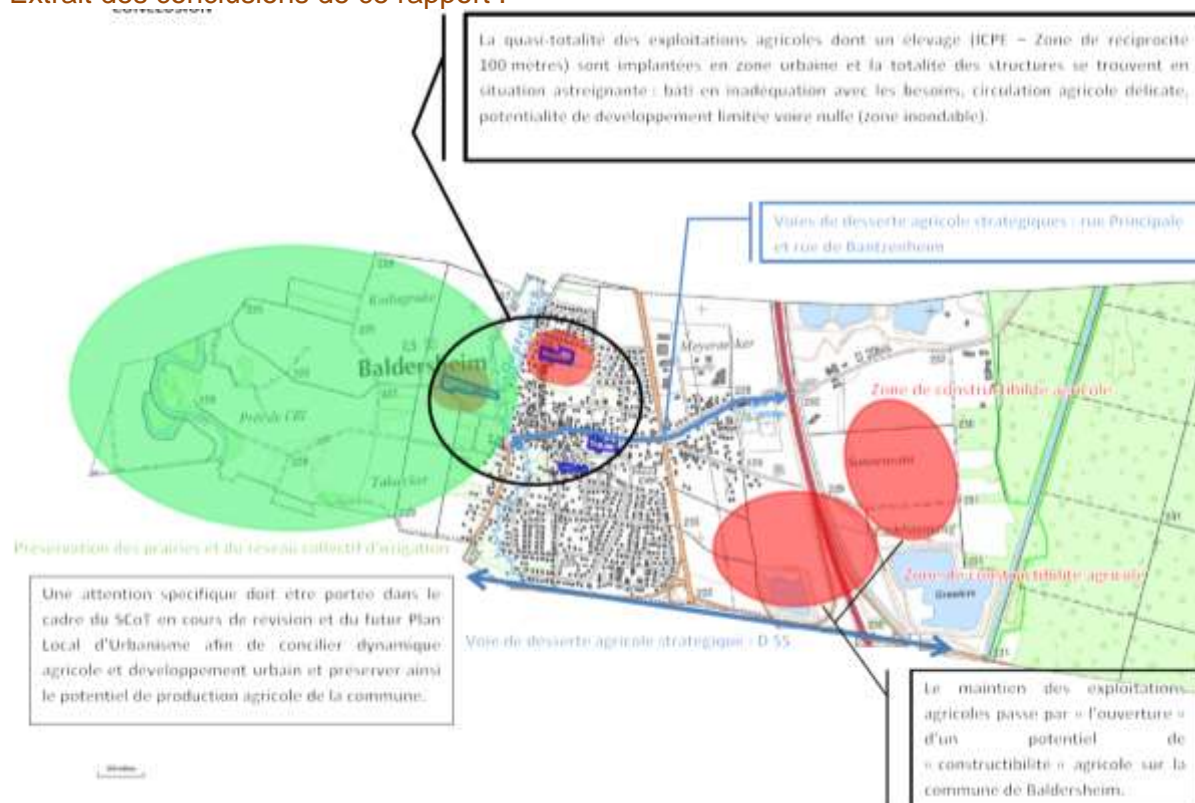 Extrait des conclusions de ce rapport :
CONCLUSION
La quasi-totalité des exploitations agricoles dont un élevage (ICPE – Zone de réciprocité
100 mètres) sont implantées en zone urbaine et la totalité des structures se trouvent en
situation astreignante : bâti en inadéquation avec les besoins, circulation agricole délicate,
potentialité de développement limitée voire nulle (zone inondable).
Voies de desserte agricole stratégiques : rue Principale
et rue de Bantzenheim
Baldersheim
Zone de constructibilité agricole
Zone de constructibilité agricole
Préservation des prairies et du réseau collectif d'irrigation
Une attention spécifique doit être portée dans le
cadre du SCoT en cours de révision et du futur Plan
Local d'Urbanisme afin de concilier dynamique
agricole et développement urbain et préserver ainsi
le potentiel de production agricole de la commune.
Voie de desserte agricole stratégique : D 55
Le maintien des exploitations
agricoles passe par « l'ouverture »
d'un potentiel de
« constructibilité » agricole sur la
commune de Baldersheim.